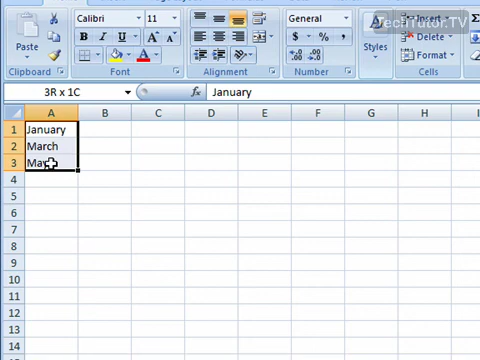 TechTutor.TV
Calibri 11 General Insert
Paste B I U A $ % , Styles Delete
Format
Clipboard Font Alignment Number Cells
3R x 1C fx January
A B C D E F G H
1 January
2 March
3 May
4
5
6
7
8
9
10
11
12
13
14